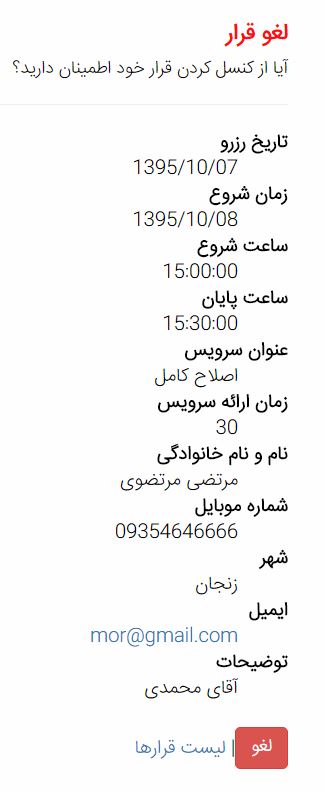 لغو قرار
آیا از کنسل کردن قرار خود اطمینان دارید؟
تاریخ رزرو
1395/10/07
زمان شروع
1395/10/08
ساعت شروع
15:00:00
ساعت پایان
15:30:00
عنوان سرویس
اصلاح کامل
زمان ارائه سرویس
30
نام و نام خانوادگی
مرتضی مرتضوی
شماره موبایل
09354646666
شهر
زنجان
ایمیل
mor@gmail.com
توضیحات
آقای محمدی
لغو | لیست قرارها